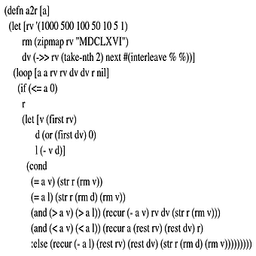 (defn a2r [a]
(let [rv '(1000 500 100 50 10 5 1)
rm (zipmap rv "MDCLXVI")
dv (->> rv (take-nth 2) next #(interleave % %))]
(loop [a a rv rv dv dv r nil]
(if (<= a 0)
r
(let [v (first rv)
d (or (first dv) 0)
l (- v d)]
(cond
(= a v) (str r (rm v))
(= a l) (str r (rm d) (rm v))
(and (> a v) (> a l)) (recur (- a v) rv dv (str r (rm v)))
(and (< a v) (< a l)) (recur a (rest rv) (rest dv) r)
:else (recur (- a l) (rest rv) (rest dv) (str r (rm d) (rm v)))))))))